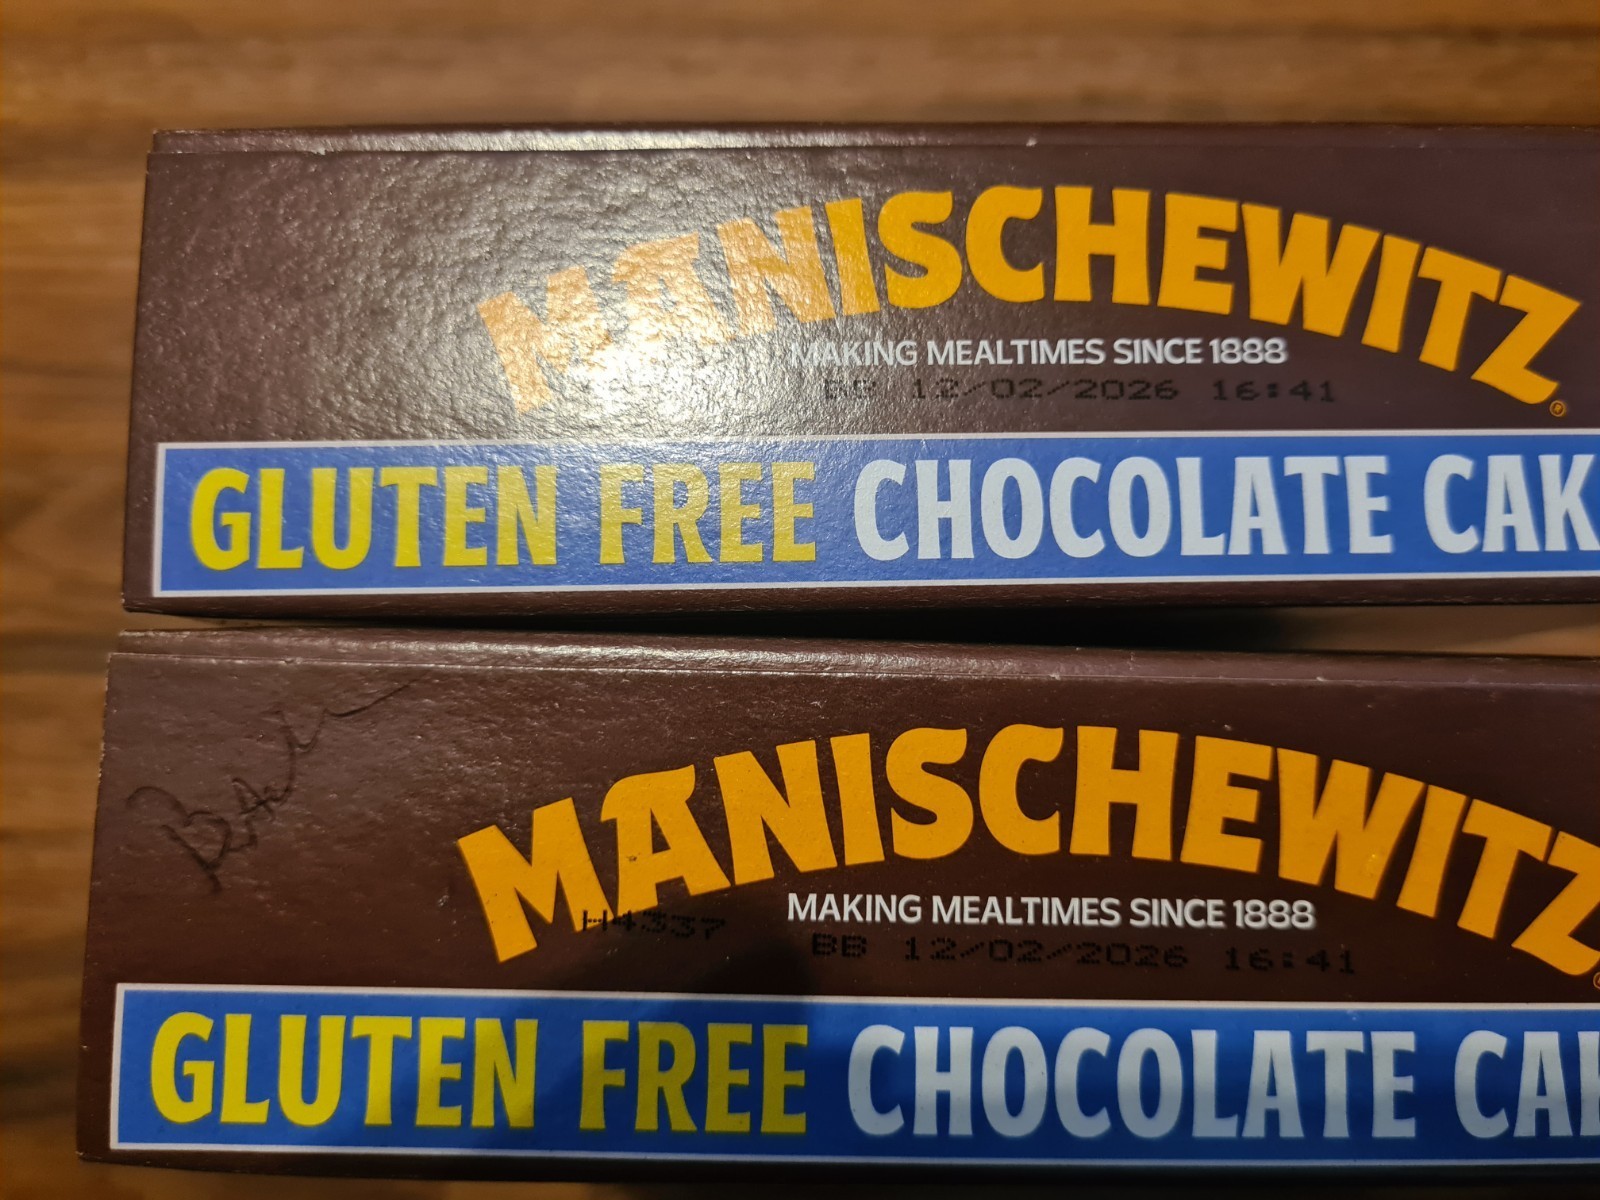 MANISCHEWITZ
MAKING MEALTIMES SINCE 1888
BB 12/02/2026 16:41
GLUTEN FREE CHOCOLATE CAK
MANISCHEWITZ
MAKING MEALTIMES SINCE 1888
H4337
BB 12/02/2026 16:41
GLUTEN FREE CHOCOLATE CA